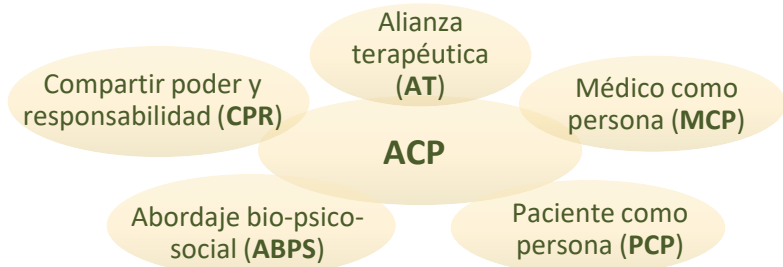 Alianza
terapéutica
(AT)
Compartir poder y
responsabilidad (CPR)
Médico como
persona (MCP)
ACP
Abordaje bio-psico-
social (ABPS)
Paciente como
persona (PCP)